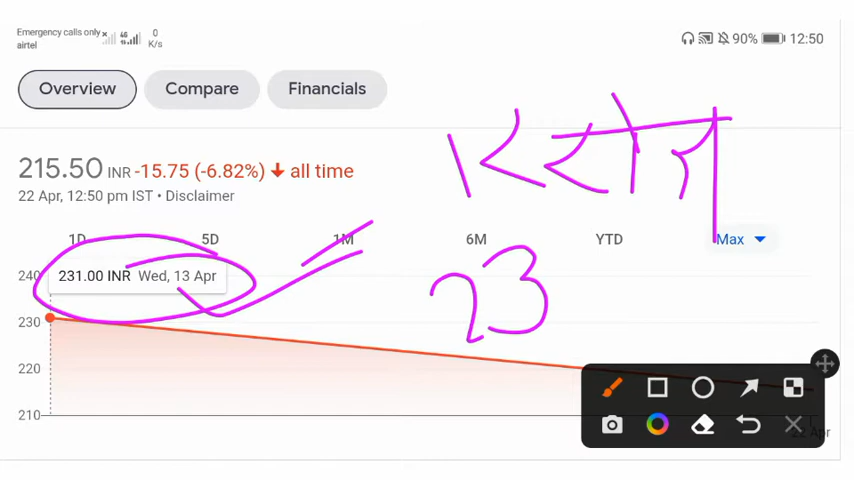 Emergency calls only
airtel
4G
0
K/s
90%
12:50
Overview
Compare
Financials
215.50 INR -15.75 (-6.82%) all time
22 Apr, 12:50 pm IST • Disclaimer
1D
5D
1M
6M
YTD
Max
231.00 INR Wed, 13 Apr
240
230
220
210
23
22 Apr